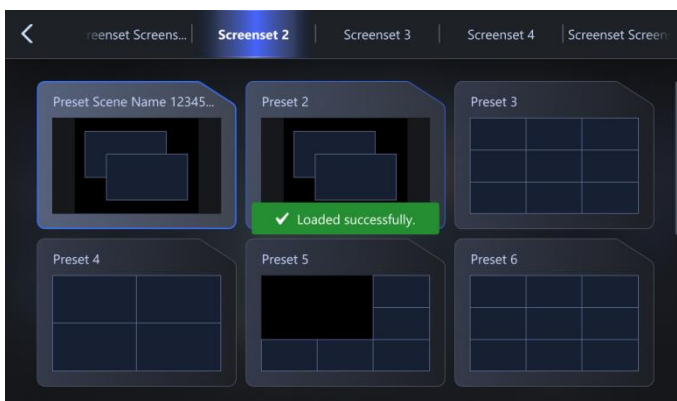 reenset Screens...
Screenset 2
Screenset 3
Screenset 4
Screenset Screen
Preset Scene Name 12345...
Preset 2
Preset 3
Loaded successfully.
Preset 4
Preset 5
Preset 6